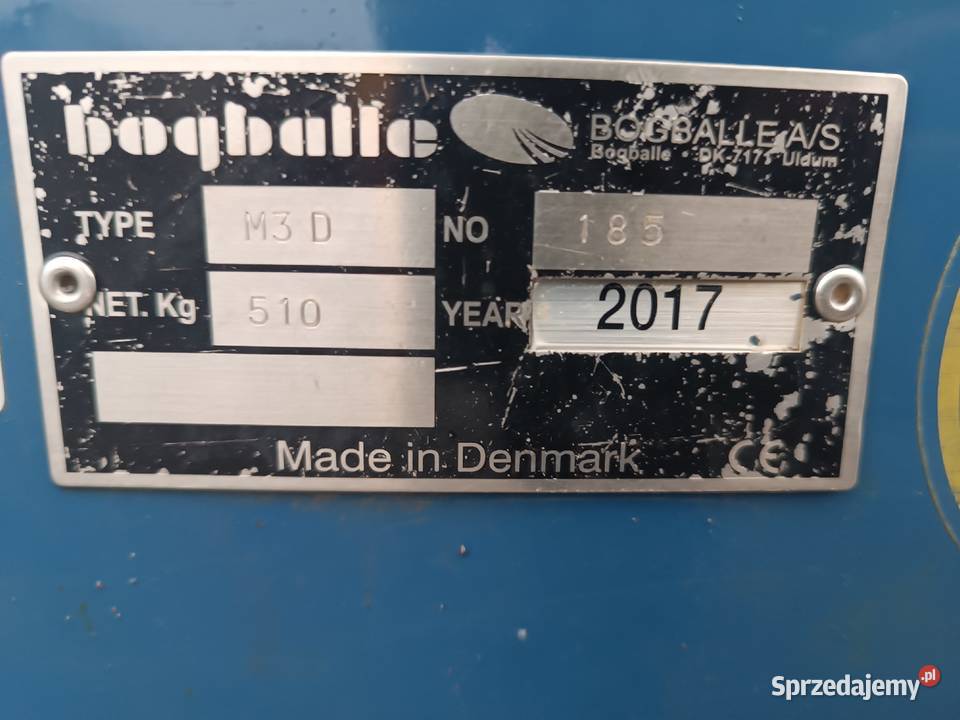 bogballe
BOGBALLE A/S
Bogballe • DK-7171 Uldum
TYPE M3 D NO 185
NET. Kg 510 YEAR 2017
Made in Denmark CE
Sprzedajemy.pl